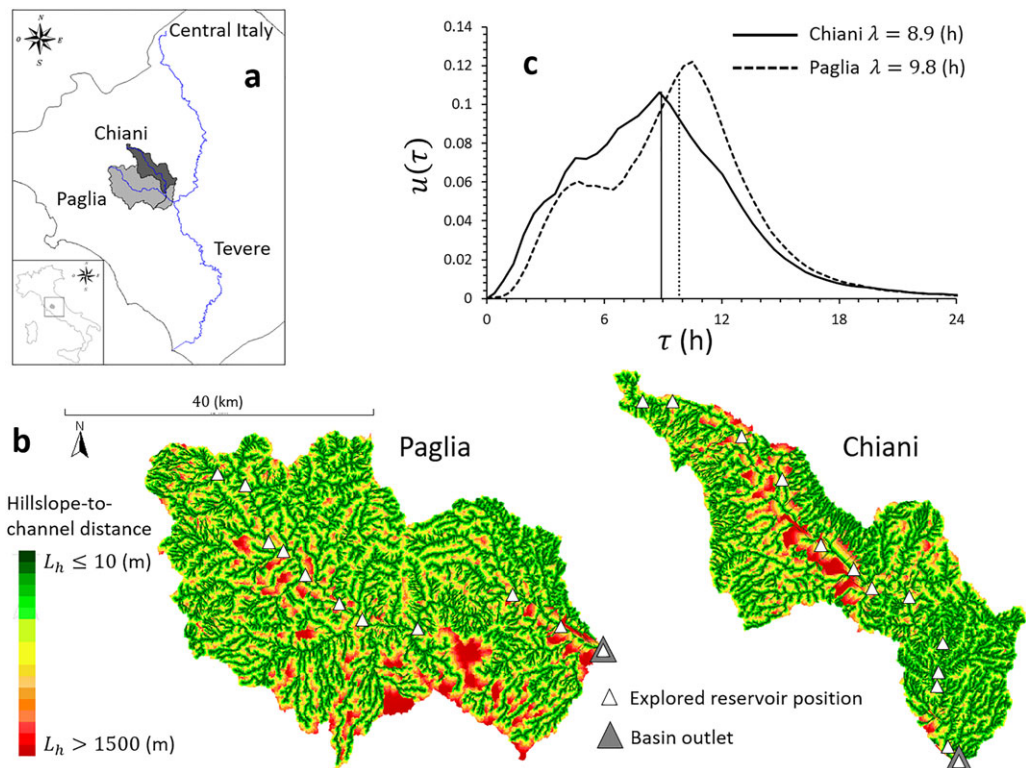 N
O E
S
Central Italy
a
Chiani
Paglia
Tevere
c
Chiani λ = 8.9 (h)
Paglia λ = 9.8 (h)
u(τ)
0.14
0.12
0.1
0.08
0.06
0.04
0.02
0
0 6 12 18 24
τ (h)
40 (km)
b
N
Paglia
Chiani
Hillslope-to-
channel distance
L_h ≤ 10 (m)
L_h > 1500 (m)
Explored reservoir position
Basin outlet